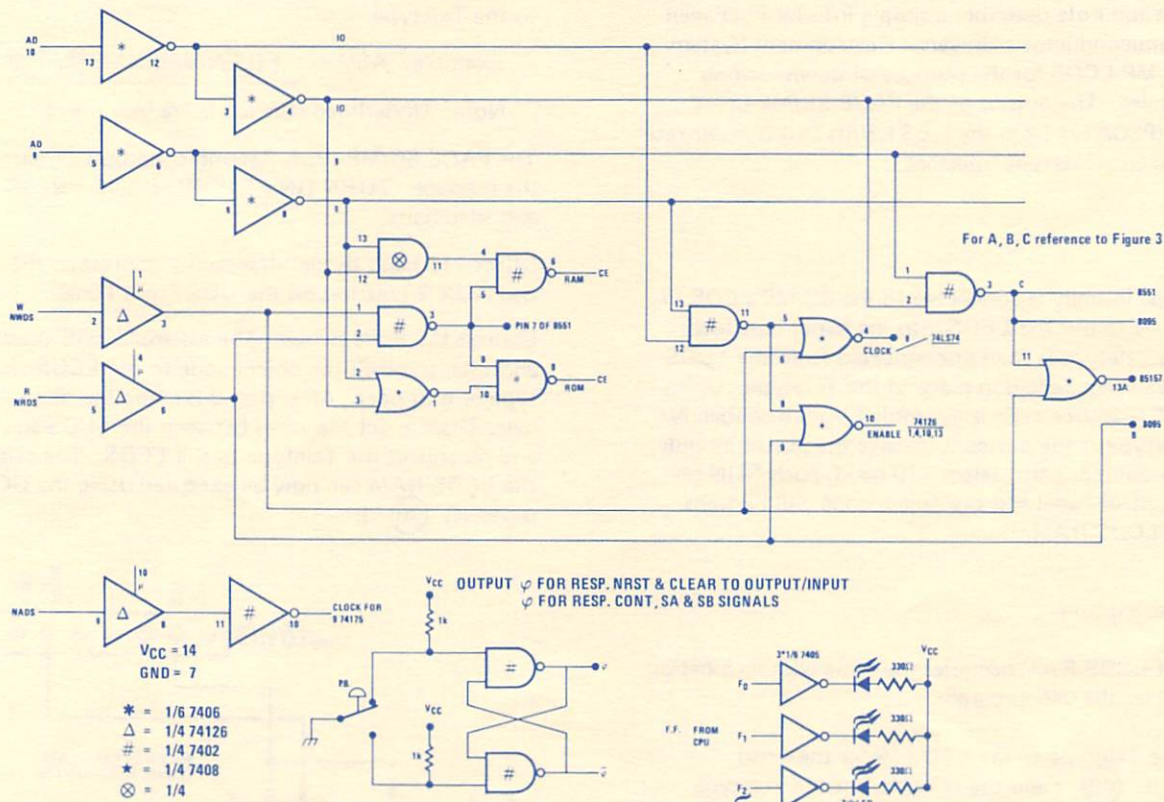 AD
10
13
12
10
3
4
10
AD
5
6
9
8
9
13
12
11
4
5
6
RAM
CE
1
2
3
PIN 7 OF 8551
2
3
1
9
10
8
ROM
CE
W
NWDS
2
1
3
R
NRDS
5
4
6
13
12
11
5
6
CLOCK
74LS74
8
9
10
ENABLE
74126
1,4,10,13
For A, B, C reference to Figure 3
1
2
3
C
8551
8095
11
13A
85157
8095
NADS
9
10
8
11
10
CLOCK FOR
9 74175
VCC = 14
GND = 7
* = 1/6 7406
Δ = 1/4 74126
# = 1/4 7402
★ = 1/4 7408
⊗ = 1/4
OUTPUT φ FOR RESP. NRST & CLEAR TO OUTPUT/INPUT
φ FOR RESP. CONT, SA & SB SIGNALS
VCC
1k
P.B.
VCC
1k
#
#
3*1/6 7405
VCC
F0
330Ω
F.F. FROM
CPU
F1
330Ω
F2
330Ω